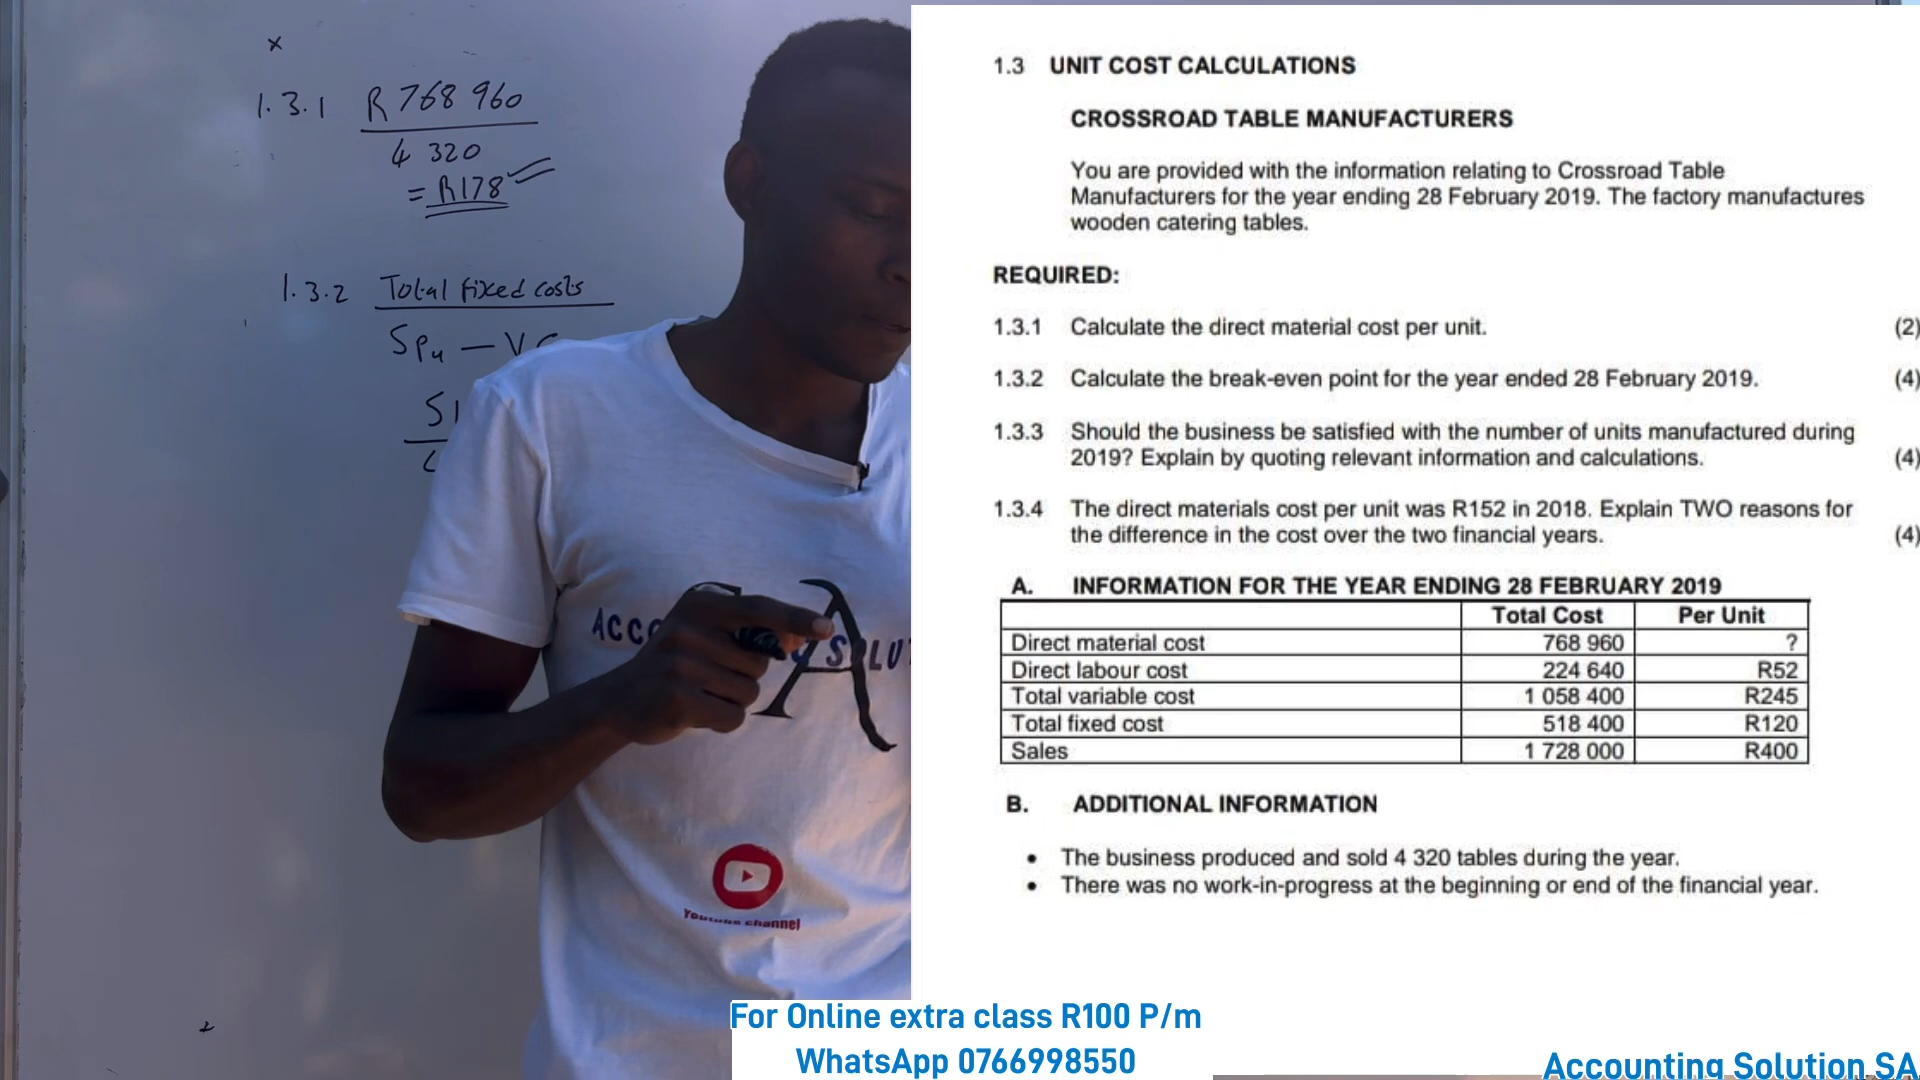 ×
1.3.1 R 768 960
4 320
= R178
1.3.2 Total fixed costs
Spu — V
51
ACCO
SOLU
A
Youtube channel
1.3 UNIT COST CALCULATIONS
CROSSROAD TABLE MANUFACTURERS
You are provided with the information relating to Crossroad Table
Manufacturers for the year ending 28 February 2019. The factory manufactures
wooden catering tables.
REQUIRED:
1.3.1 Calculate the direct material cost per unit. (2)
1.3.2 Calculate the break-even point for the year ended 28 February 2019. (4)
1.3.3 Should the business be satisfied with the number of units manufactured during
2019? Explain by quoting relevant information and calculations. (4)
1.3.4 The direct materials cost per unit was R152 in 2018. Explain TWO reasons for
the difference in the cost over the two financial years. (4)
A. INFORMATION FOR THE YEAR ENDING 28 FEBRUARY 2019
Total Cost Per Unit
Direct material cost 768 960 ?
Direct labour cost 224 640 R52
Total variable cost 1 058 400 R245
Total fixed cost 518 400 R120
Sales 1 728 000 R400
B. ADDITIONAL INFORMATION
• The business produced and sold 4 320 tables during the year.
• There was no work-in-progress at the beginning or end of the financial year.
For Online extra class R100 P/m
WhatsApp 0766998550
Accounting Solution SA